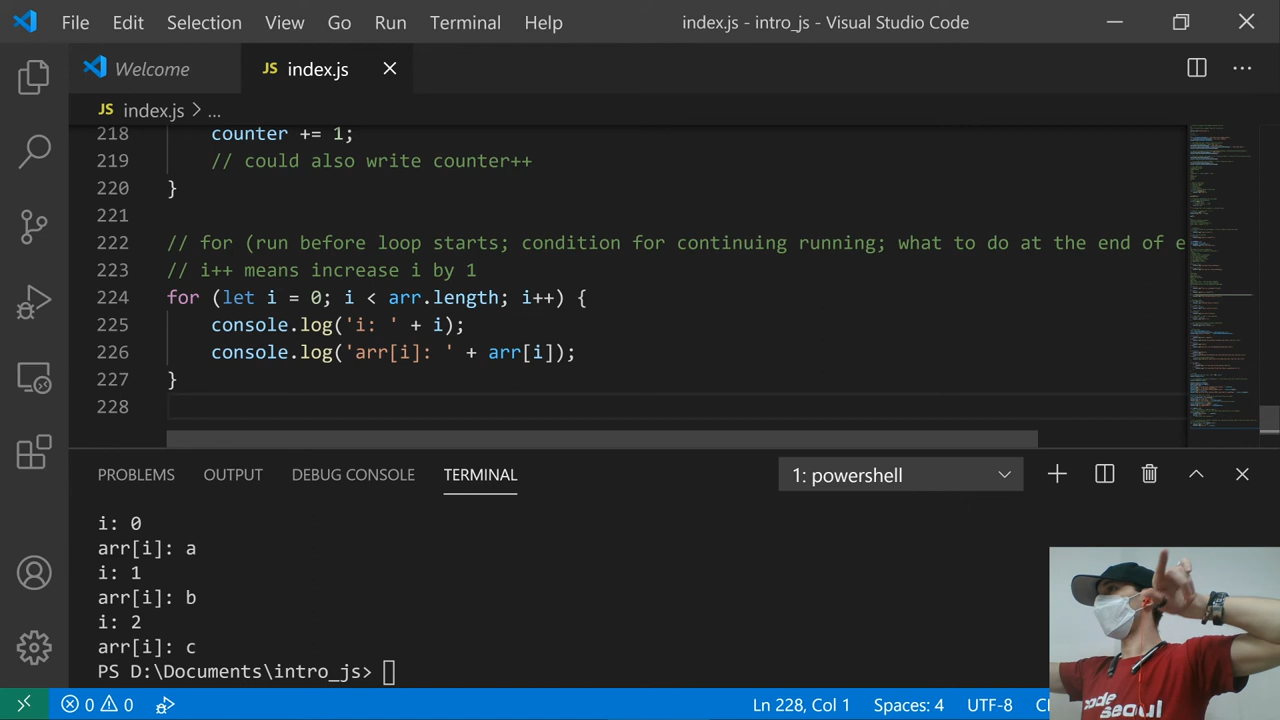 File Edit Selection View Go Run Terminal Help index.js - intro_js - Visual Studio Code
Welcome JS index.js
JS index.js > ...
218 counter += 1;
219 // could also write counter++
220 }
221
222 // for (run before loop starts; condition for continuing running; what to do at the end of e
223 // i++ means increase i by 1
224 for (let i = 0; i < arr.length; i++) {
225 console.log('i: ' + i);
226 console.log('arr[i]: ' + arr[i]);
227 }
228
PROBLEMS OUTPUT DEBUG CONSOLE TERMINAL 1: powershell
i: 0
arr[i]: a
i: 1
arr[i]: b
i: 2
arr[i]: c
PS D:\Documents\intro_js>
code
seoul
0 0 Ln 228, Col 1 Spaces: 4 UTF-8